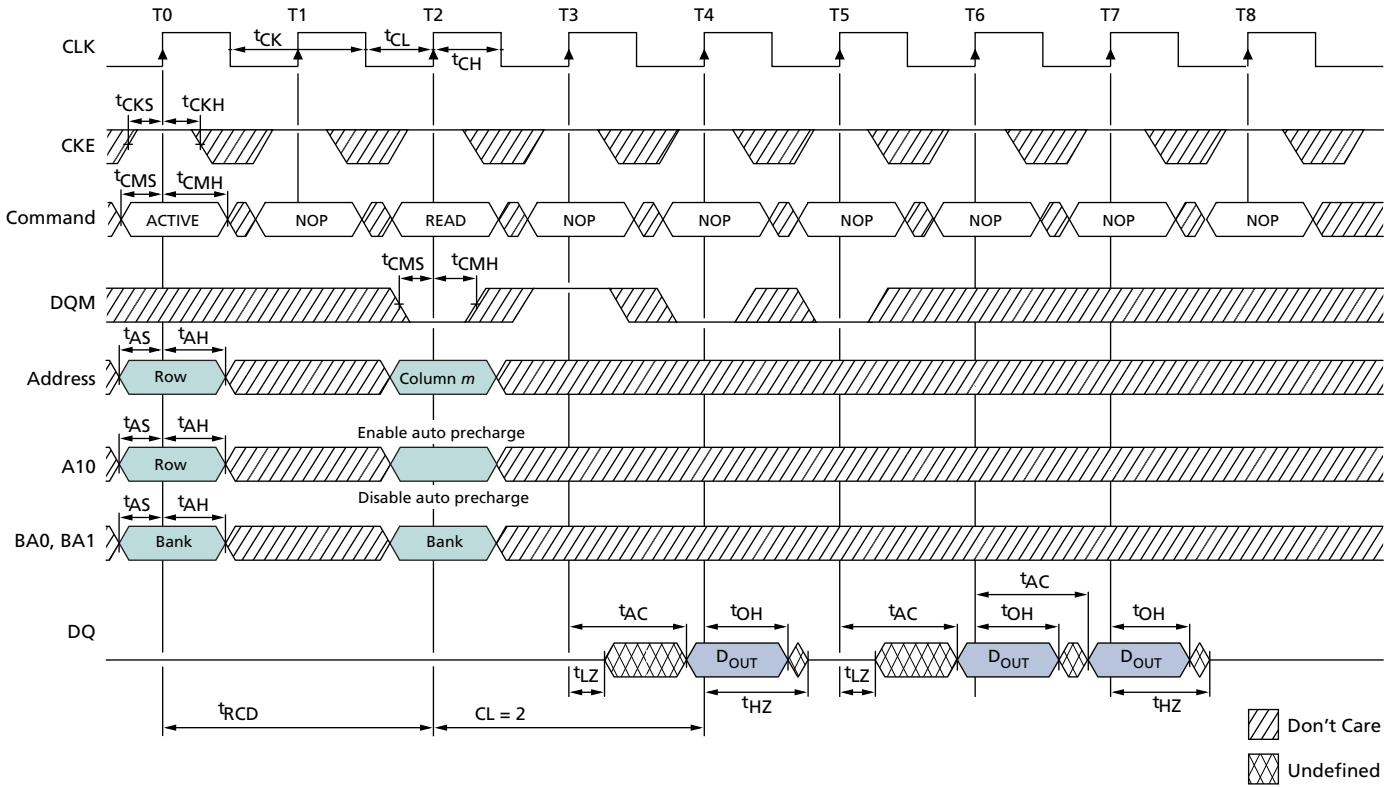 T0 T1 T2 T3 T4 T5 T6 T7 T8
CLK
tCK tCL
tCH
tCKS tCKH
CKE
tCMS tCMH
Command ACTIVE NOP READ NOP NOP NOP NOP NOP NOP
tCMS tCMH
DQM
tAS tAH
Address Row Column m
tAS tAH
Enable auto precharge
A10 Row
Disable auto precharge
tAS tAH
BA0, BA1 Bank Bank
tAC
tAC tOH tAC tOH tOH
DQ
DOUT DOUT DOUT
tLZ tLZ
tHZ tHZ
tRCD CL = 2
Don't Care
Undefined